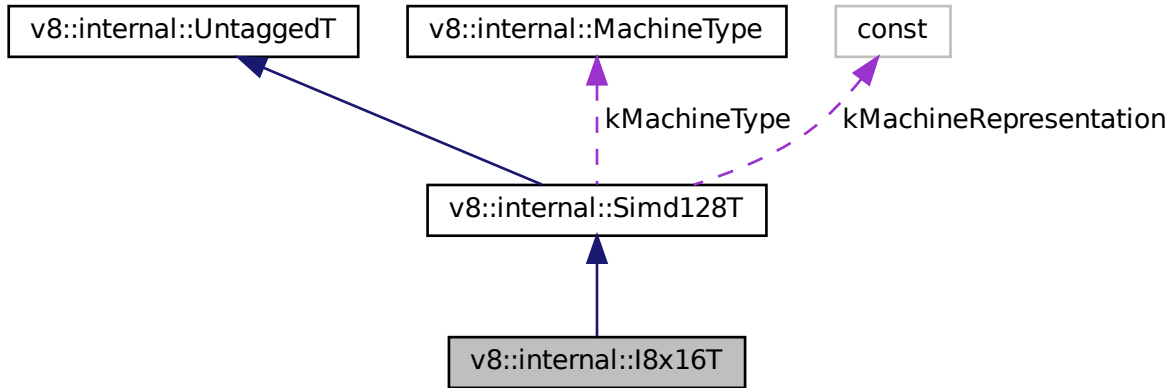 v8::internal::UntaggedT
v8::internal::MachineType
const
kMachineType
kMachineRepresentation
v8::internal::Simd128T
v8::internal::I8x16T